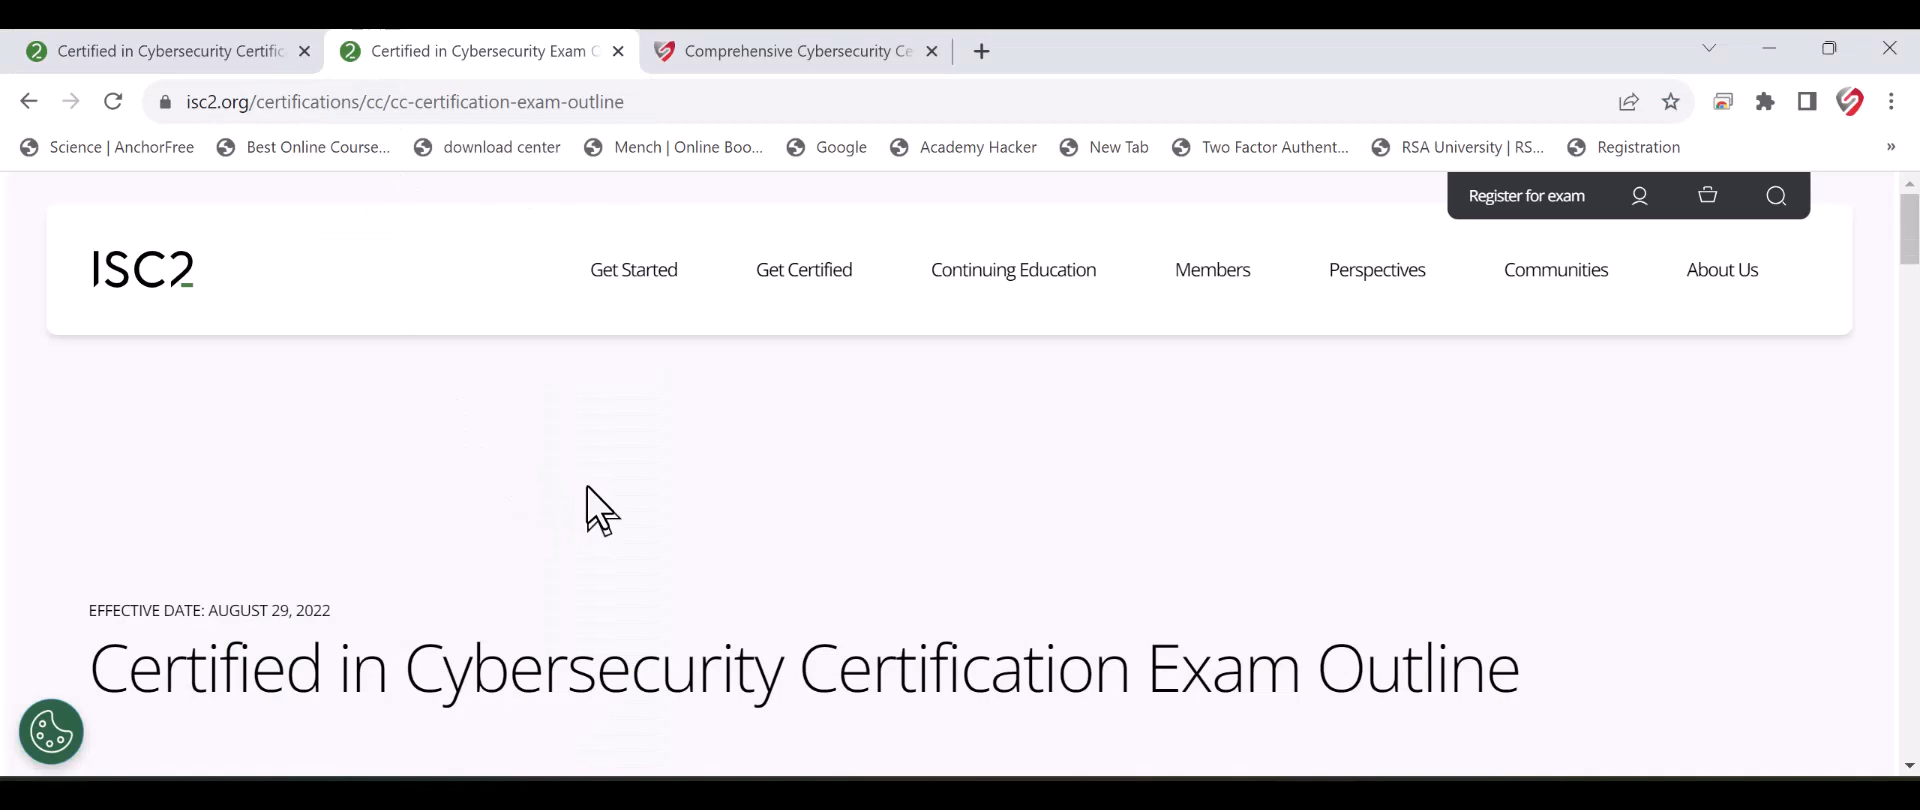 Certified in Cybersecurity Certific
Certified in Cybersecurity Exam C
Comprehensive Cybersecurity Ce
isc2.org/certifications/cc/cc-certification-exam-outline
Science | AnchorFree
Best Online Course...
download center
Mench | Online Boo...
Google
Academy Hacker
New Tab
Two Factor Authent...
RSA University | RS...
Registration
»
Register for exam
ISC2
Get Started
Get Certified
Continuing Education
Members
Perspectives
Communities
About Us
EFFECTIVE DATE: AUGUST 29, 2022
Certified in Cybersecurity Certification Exam Outline